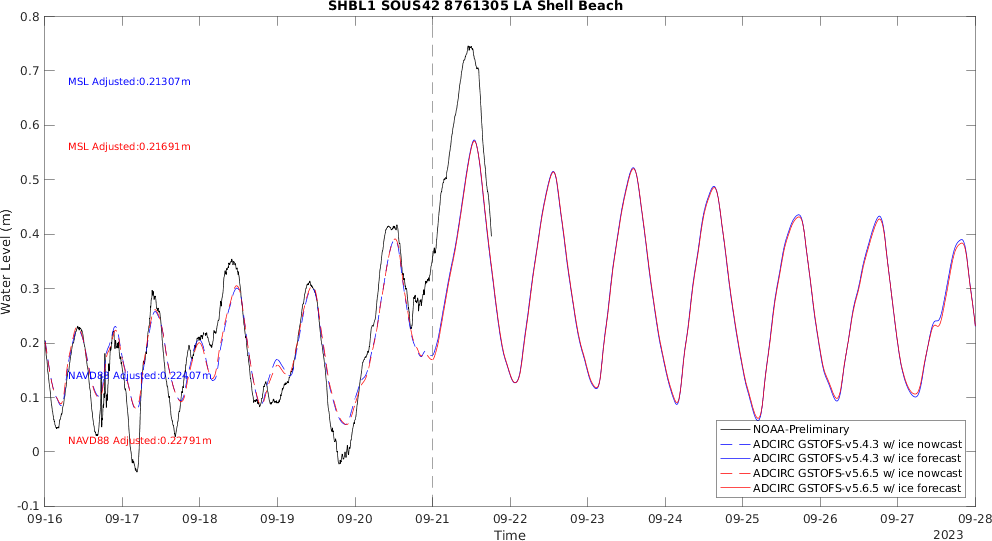 SHBL1 SOUS42 8761305 LA Shell Beach
0.8
0.7
0.6
0.5
0.4
0.3
0.2
0.1
0
-0.1
Water Level (m)
MSL Adjusted:0.21307m
MSL Adjusted:0.21691m
NAVD88 Adjusted:0.22407m
NAVD88 Adjusted:0.22791m
NOAA-Preliminary
ADCIRC GSTOFS-v5.4.3 w/ ice nowcast
ADCIRC GSTOFS-v5.4.3 w/ ice forecast
ADCIRC GSTOFS-v5.6.5 w/ ice nowcast
ADCIRC GSTOFS-v5.6.5 w/ ice forecast
09-16 09-17 09-18 09-19 09-20 09-21 09-22 09-23 09-24 09-25 09-26 09-27 09-28
Time
2023